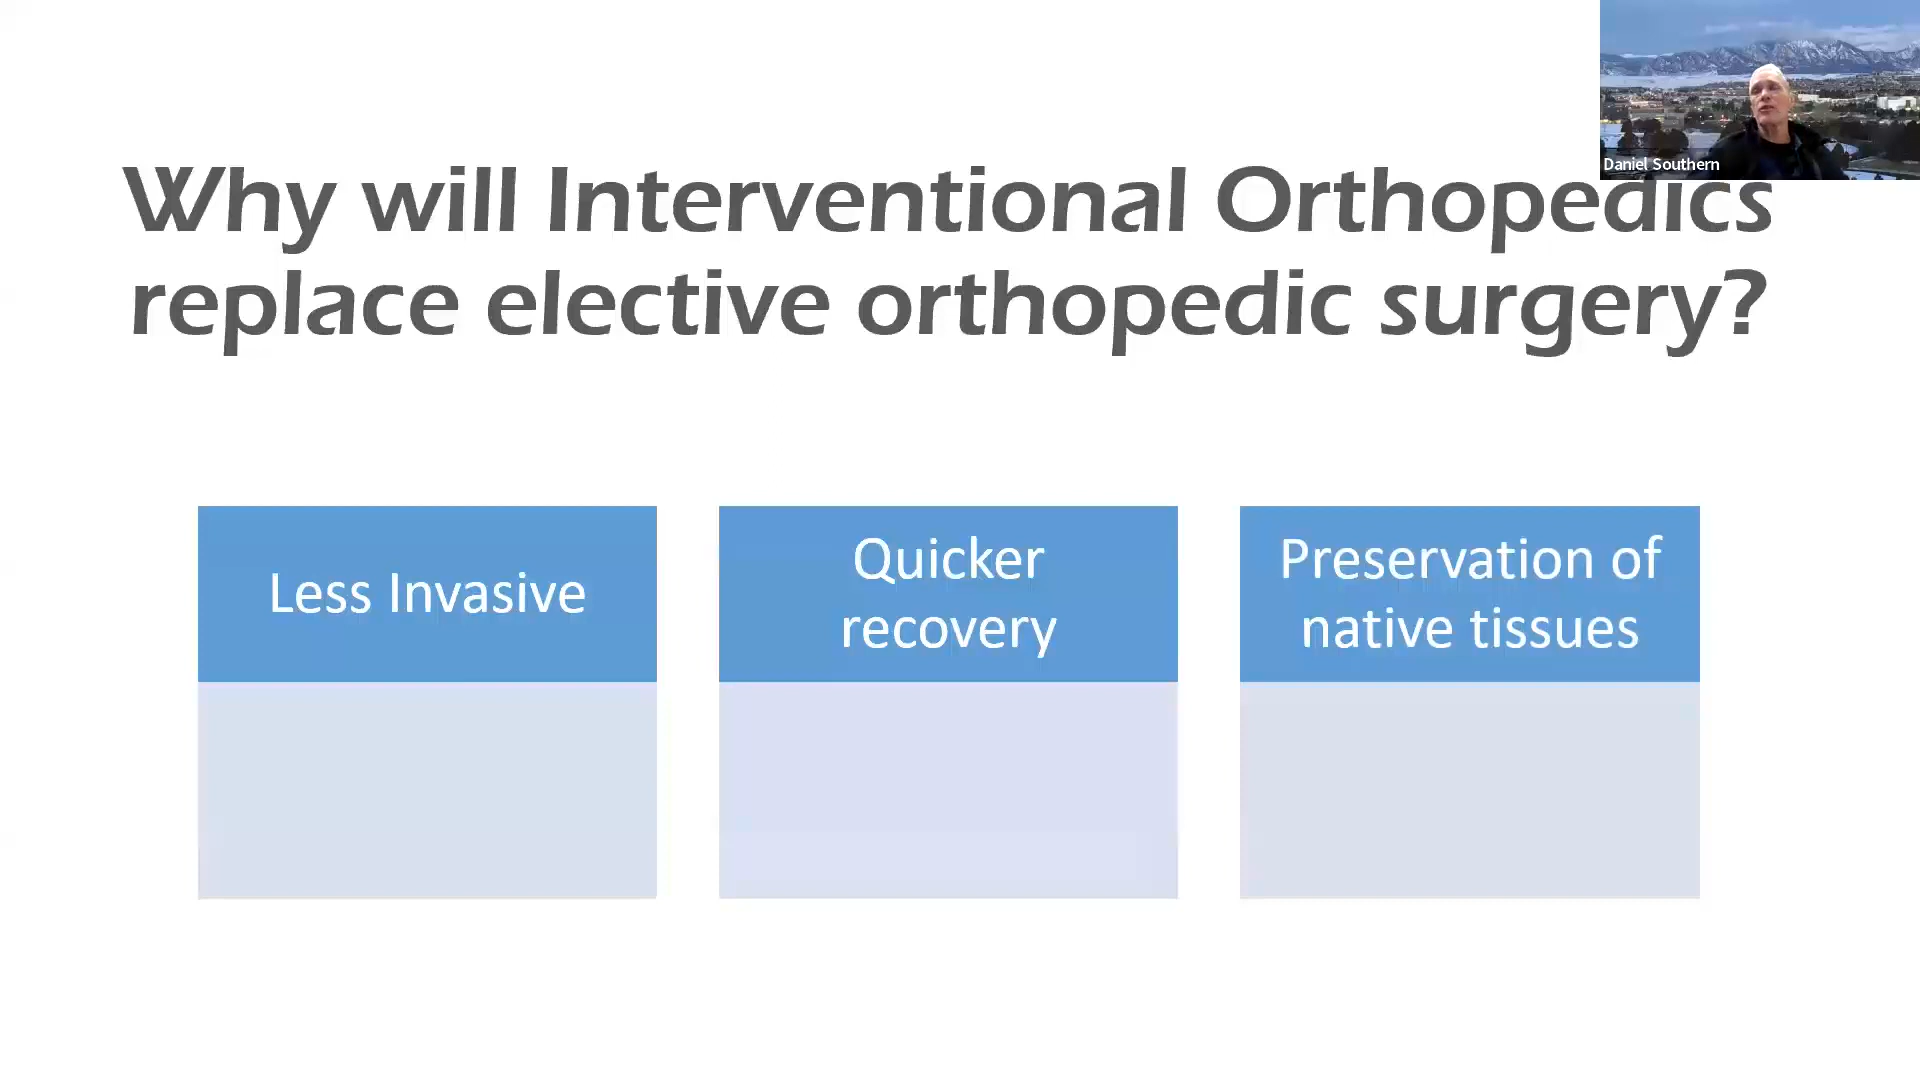 Daniel Southern
Why will Interventional Orthopedics
replace elective orthopedic surgery?
Less Invasive
Quicker
recovery
Preservation of
native tissues